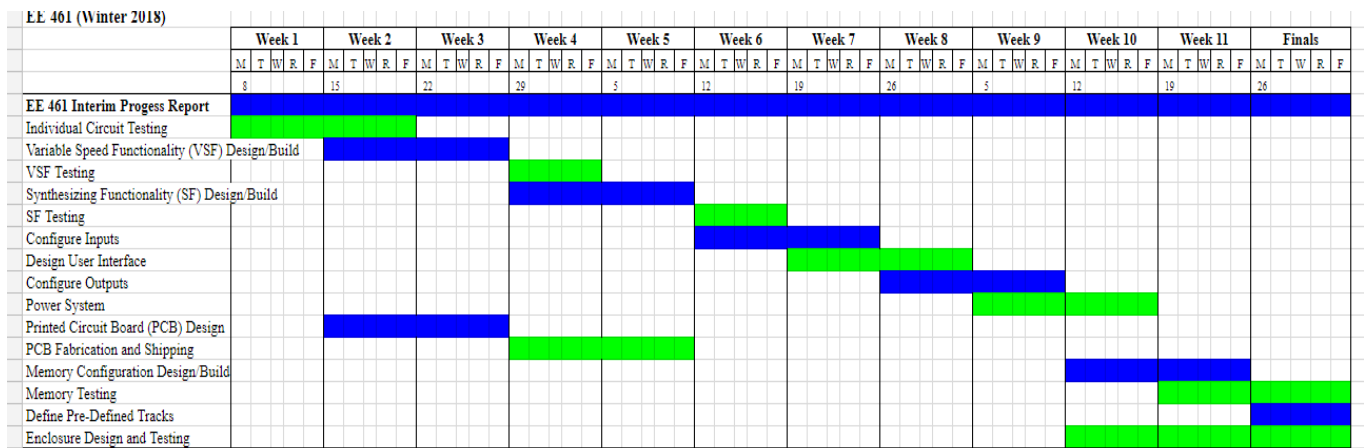 EE 461 (Winter 2018)
Week 1 Week 2 Week 3 Week 4 Week 5 Week 6 Week 7 Week 8 Week 9 Week 10 Week 11 Finals
M T W R F M T W R F M T W R F M T W R F M T W R F M T W R F M T W R F M T W R F M T W R F M T W R F M T W R F M T W R F
8 15 22 29 5 12 19 26 5 12 19 26
EE 461 Interim Progess Report
Individual Circuit Testing
Variable Speed Functionality (VSF) Design/Build
VSF Testing
Synthesizing Functionality (SF) Design/Build
SF Testing
Configure Inputs
Design User Interface
Configure Outputs
Power System
Printed Circuit Board (PCB) Design
PCB Fabrication and Shipping
Memory Configuration Design/Build
Memory Testing
Define Pre-Defined Tracks
Enclosure Design and Testing